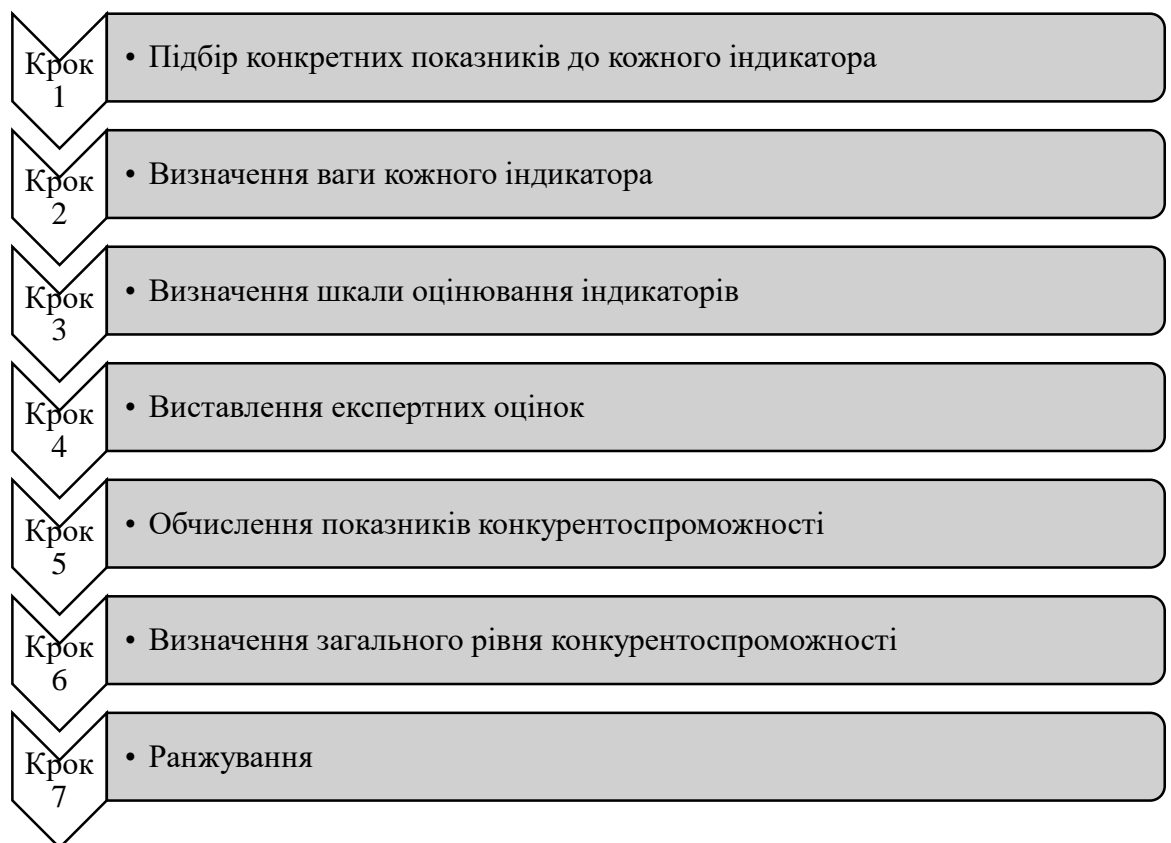 Крок
1
• Підбір конкретних показників до кожного індикатора
Крок
2
• Визначення ваги кожного індикатора
Крок
3
• Визначення шкали оцінювання індикаторів
Крок
4
• Виставлення експертних оцінок
Крок
5
• Обчислення показників конкурентоспроможності
Крок
6
• Визначення загального рівня конкурентоспроможності
Крок
7
• Ранжування